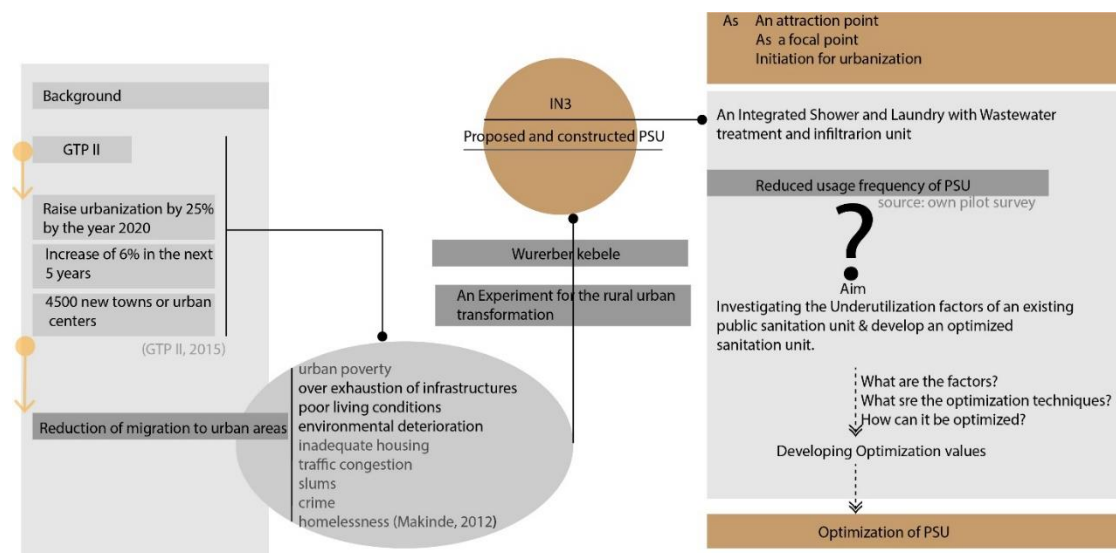 Background
GTP II
Raise urbanization by 25%
by the year 2020
Increase of 6% in the next
5 years
4500 new towns or urban
centers
(GTP II, 2015)
Reduction of migration to urban areas
urban poverty
over exhaustion of infrastructures
poor living conditions
environmental deterioration
inadequate housing
traffic congestion
slums
crime
homelessness (Makinde, 2012)
IN3
Proposed and constructed PSU
Wurerber kebele
An Experiment for the rural urban
transformation
As An attraction point
As a focal point
Initiation for urbanization
An Integrated Shower and Laundry with Wastewater
treatment and infiltrarion unit
Reduced usage frequency of PSU
source: own pilot survey
?
Aim
Investigating the Underutilization factors of an existing
public sanitation unit & develop an optimized
sanitation unit.
What are the factors?
What sre the optimization techniques?
How can it be optimized?
Developing Optimization values
Optimization of PSU